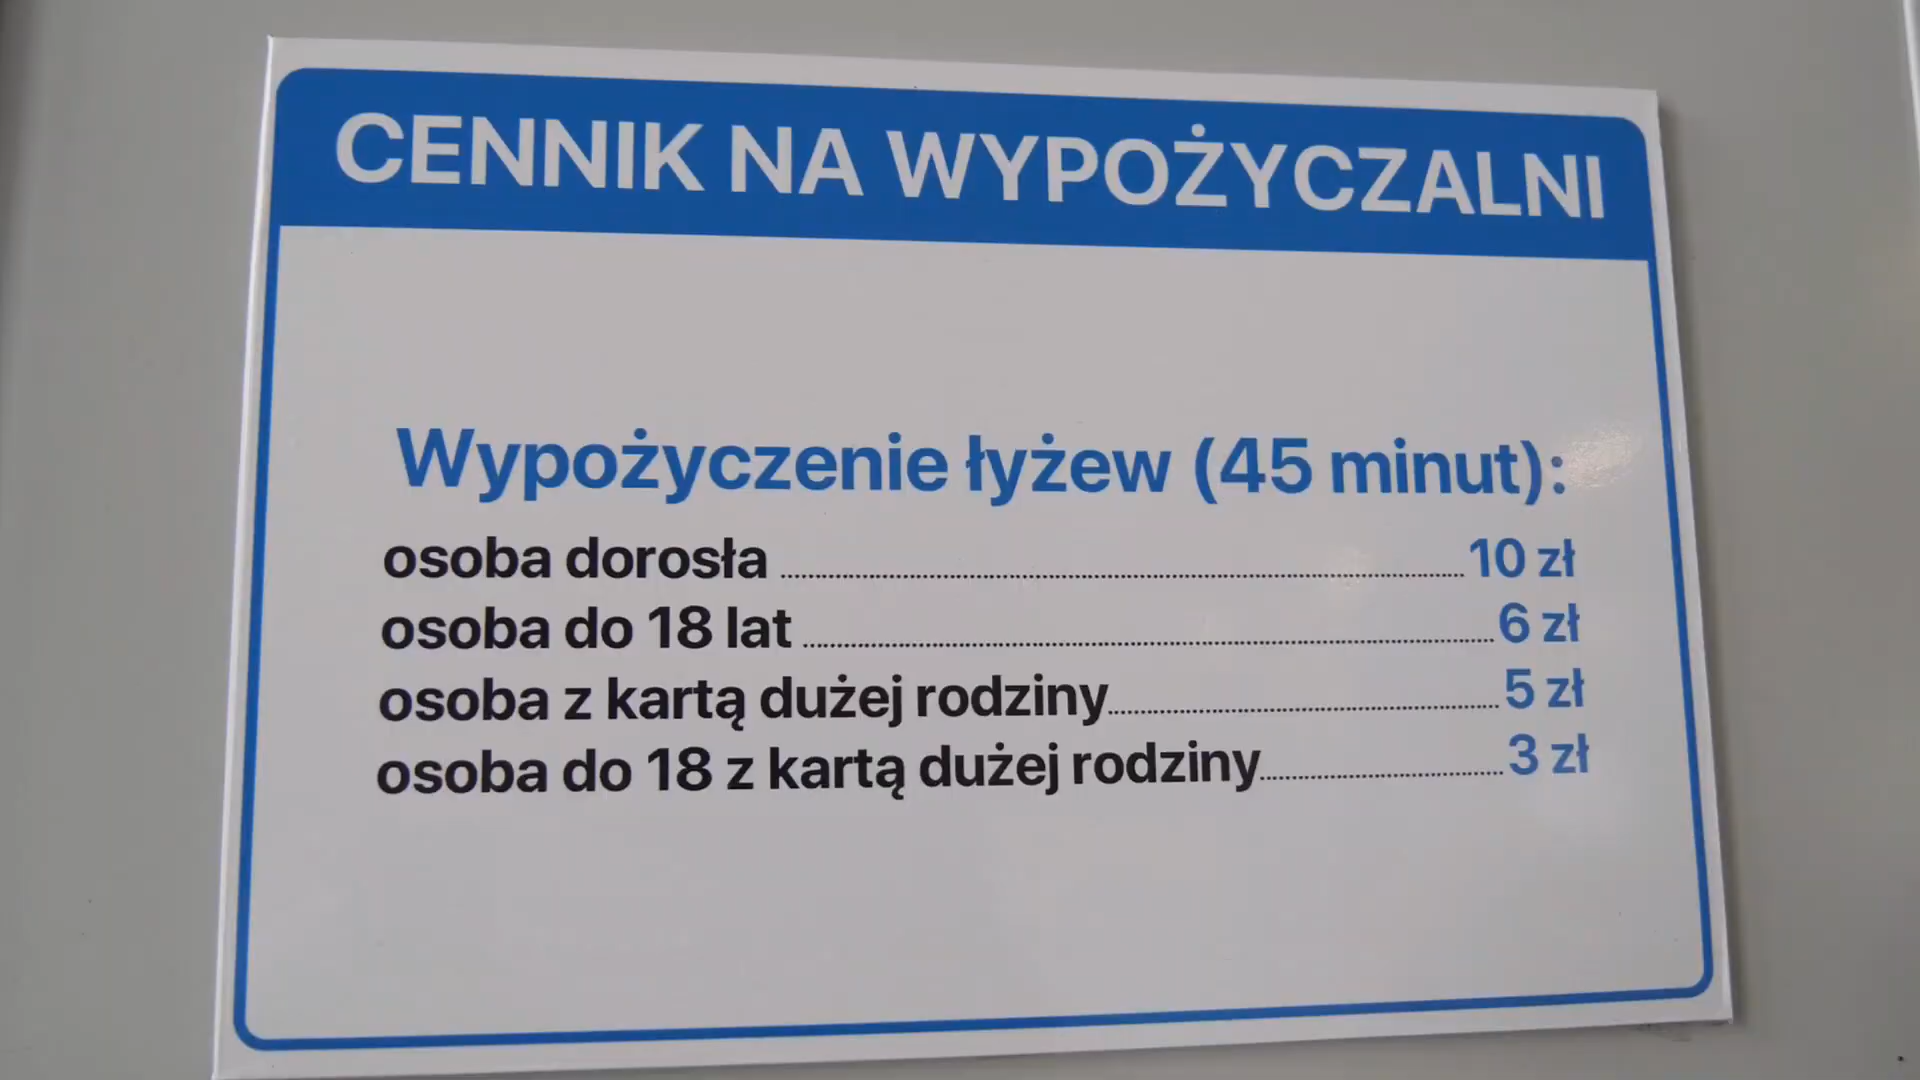 CENNIK NA WYPOŻYCZALNI
Wypożyczenie łyżew (45 minut):
osoba dorosła ........ 10 zł
osoba do 18 lat ........ 6 zł
osoba z kartą dużej rodziny ........ 5 zł
osoba do 18 z kartą dużej rodziny ........ 3 zł